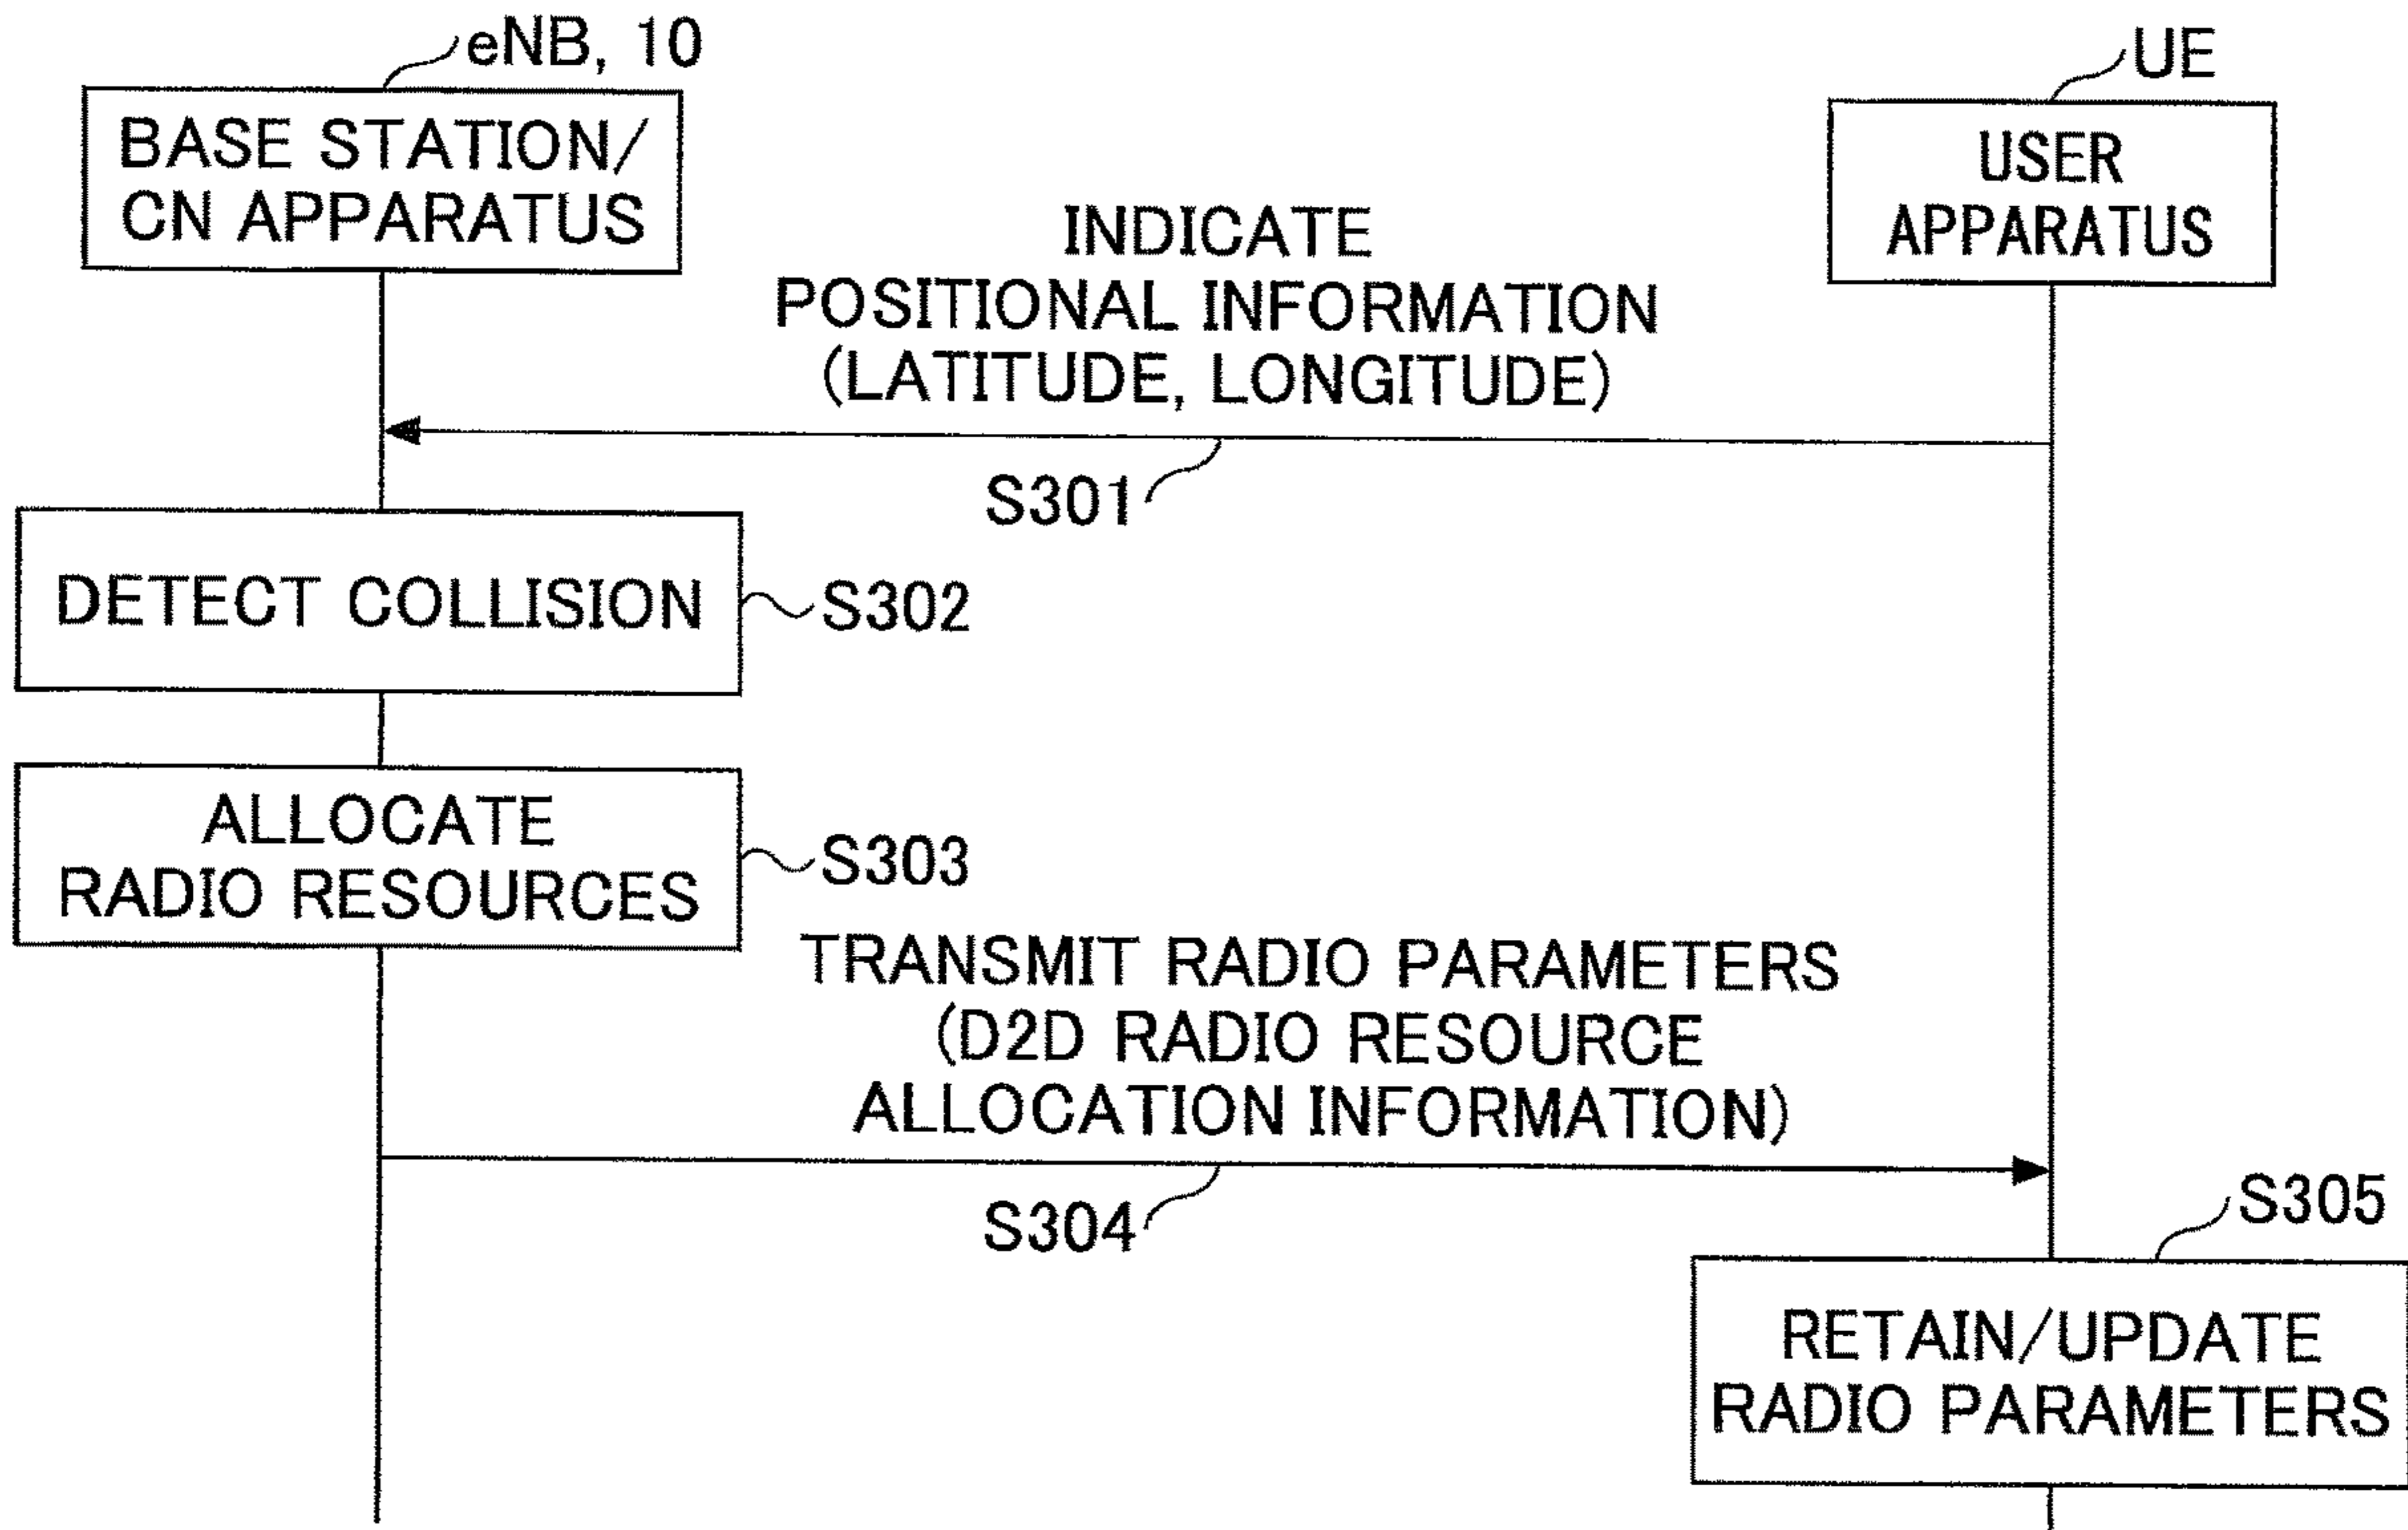 eNB, 10
BASE STATION/
CN APPARATUS
UE
USER
APPARATUS
INDICATE
POSITIONAL INFORMATION
(LATITUDE, LONGITUDE)
S301
DETECT COLLISION
S302
ALLOCATE
RADIO RESOURCES
S303
TRANSMIT RADIO PARAMETERS
(D2D RADIO RESOURCE
ALLOCATION INFORMATION)
S304
S305
RETAIN/UPDATE
RADIO PARAMETERS